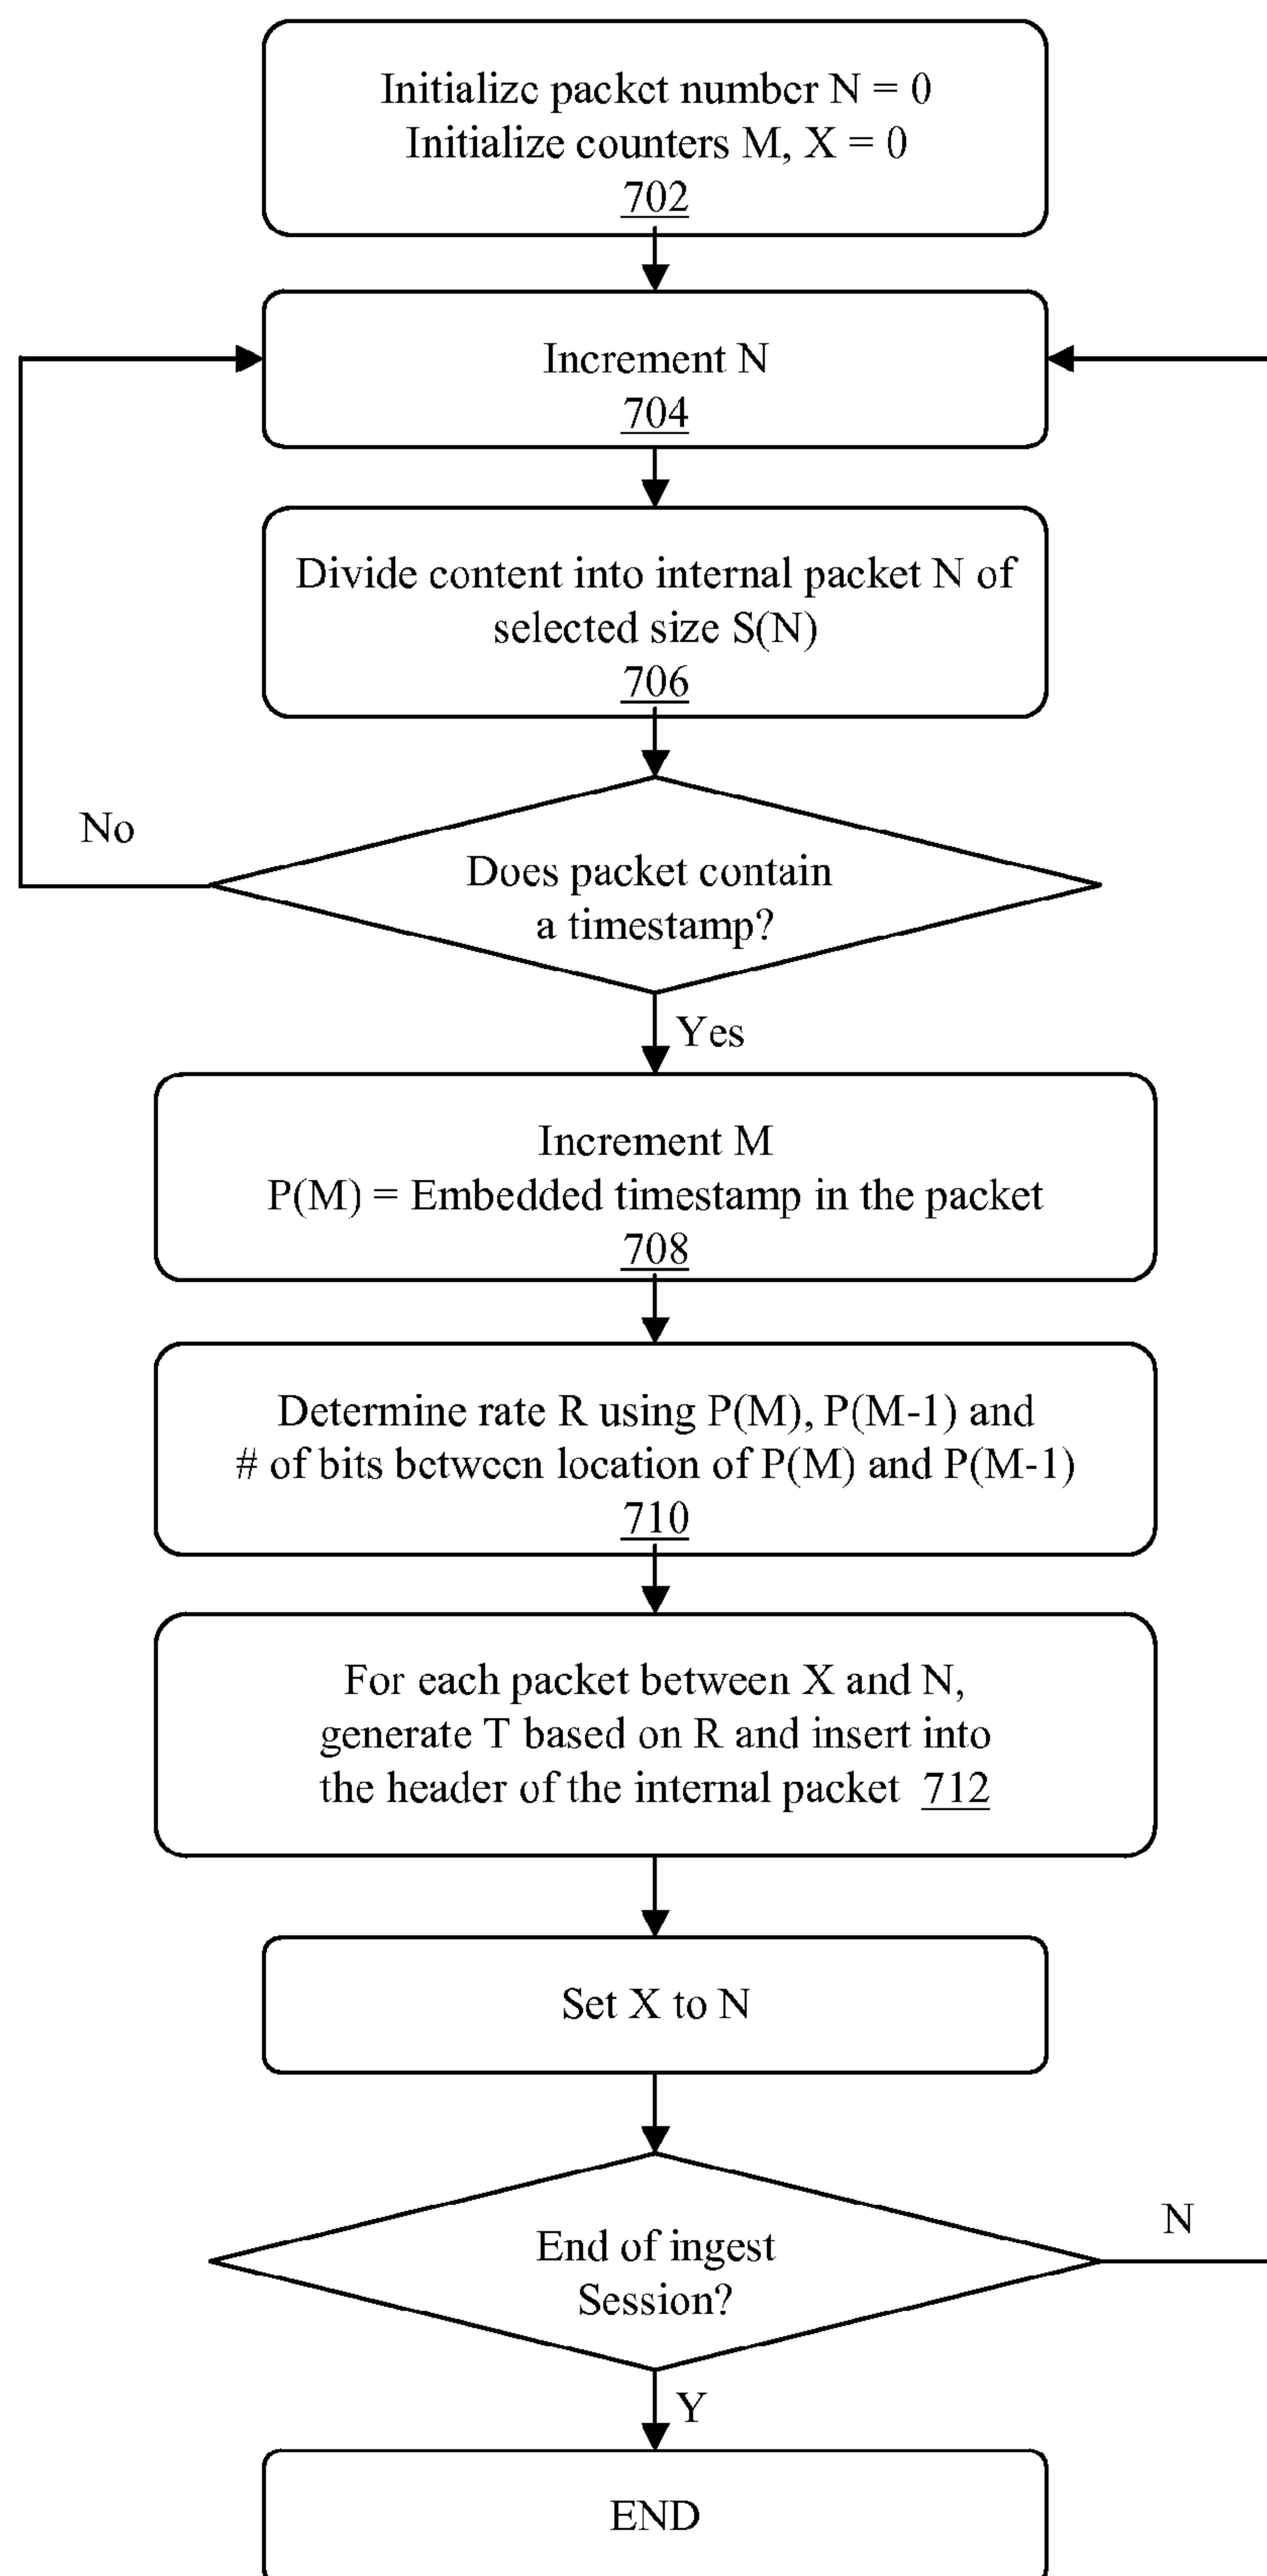 Initialize packet number N = 0
Initialize counters M, X = 0
702
Increment N
704
Divide content into internal packet N of
selected size S(N)
706
No
Does packet contain
a timestamp?
Yes
Increment M
P(M) = Embedded timestamp in the packet
708
Determine rate R using P(M), P(M-1) and
# of bits between location of P(M) and P(M-1)
710
For each packet between X and N,
generate T based on R and insert into
the header of the internal packet 712
Set X to N
N
End of ingest
Session?
Y
END